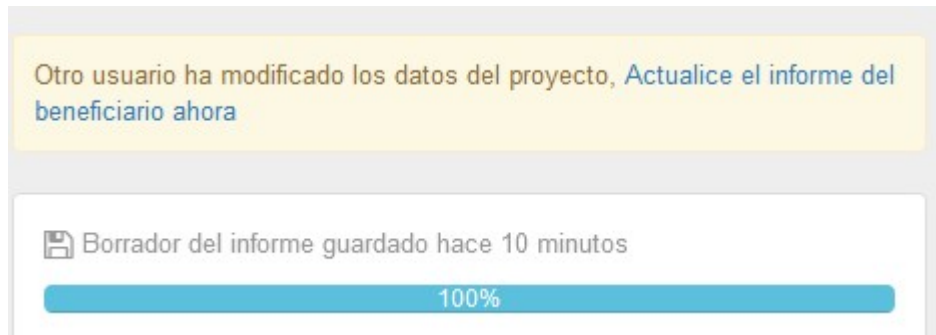 Otro usuario ha modificado los datos del proyecto, Actualice el informe del
beneficiario ahora
Borrador del informe guardado hace 10 minutos
100%